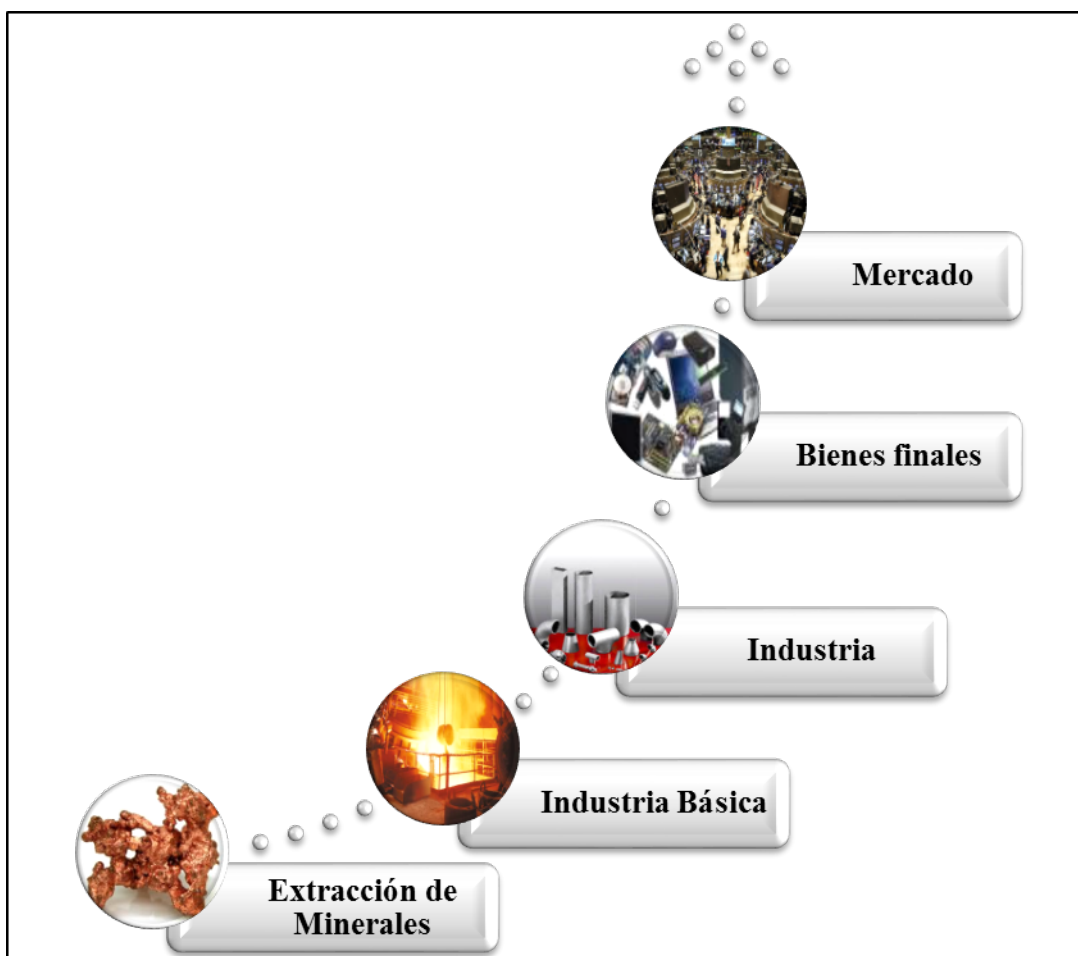 Mercado
Bienes finales
Industria
Industria Básica
Extracción de
Minerales